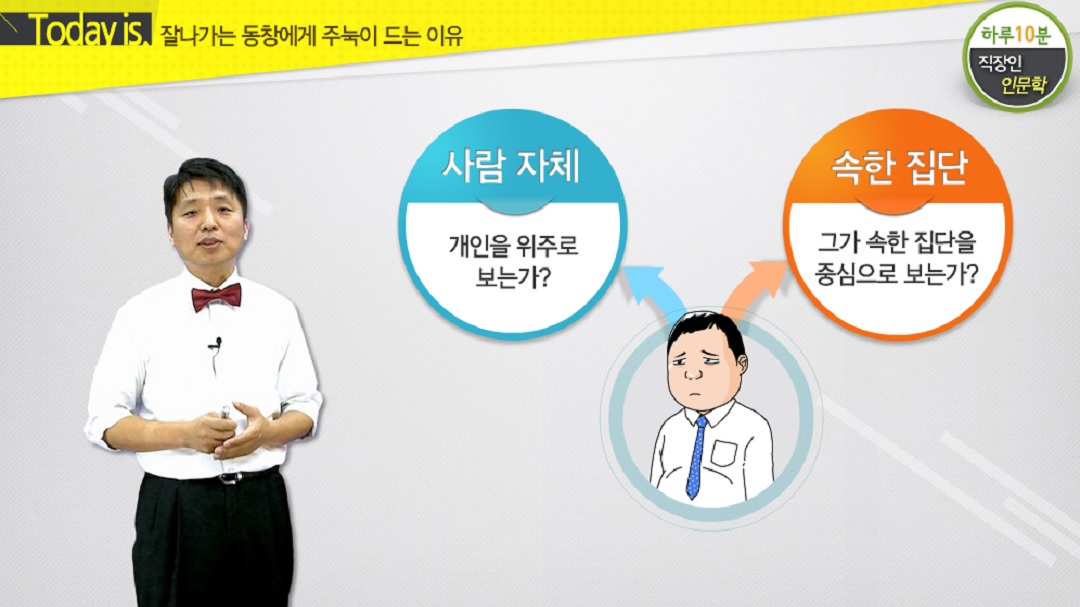 Today is. 잘나가는 동창에게 주눅이 드는 이유
하루10분
직장인
인문학
사람 자체
개인을 위주로
보는가?
속한 집단
그가 속한 집단을
중심으로 보는가?